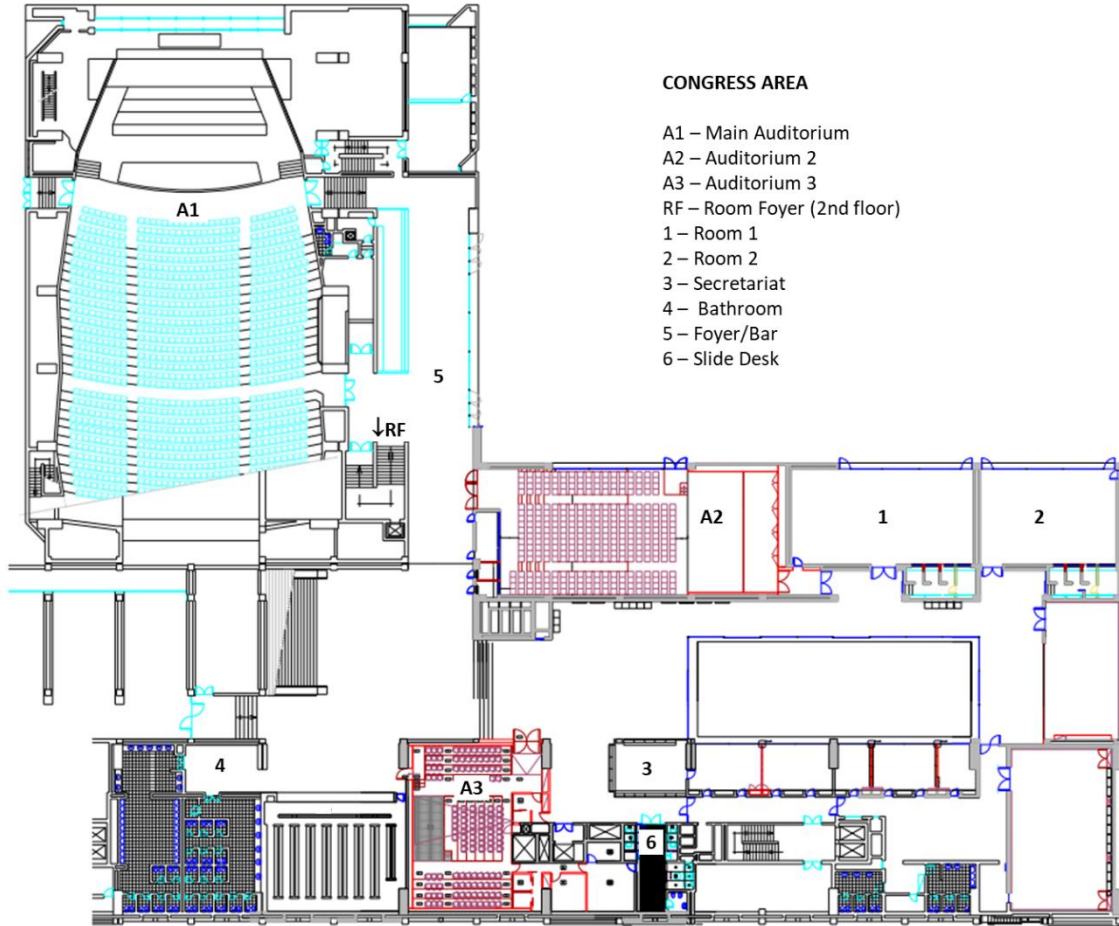 CONGRESS AREA
A1 – Main Auditorium
A2 – Auditorium 2
A3 – Auditorium 3
RF – Room Foyer (2nd floor)
1 – Room 1
2 – Room 2
3 – Secretariat
4 – Bathroom
5 – Foyer/Bar
6 – Slide Desk
A1
5
↓RF
A2
1
2
4
3
A3
6